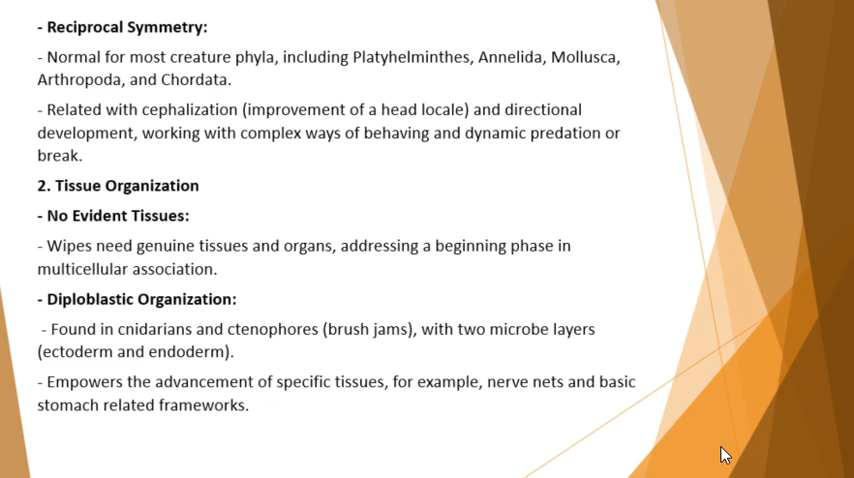 - Reciprocal Symmetry:
- Normal for most creature phyla, including Platyhelminthes, Annelida, Mollusca,
Arthropoda, and Chordata.
- Related with cephalization (improvement of a head locale) and directional
development, working with complex ways of behaving and dynamic predation or
break.
2. Tissue Organization
- No Evident Tissues:
- Wipes need genuine tissues and organs, addressing a beginning phase in
multicellular association.
- Diploblastic Organization:
- Found in cnidarians and ctenophores (brush jams), with two microbe layers
(ectoderm and endoderm).
- Empowers the advancement of specific tissues, for example, nerve nets and basic
stomach related frameworks.